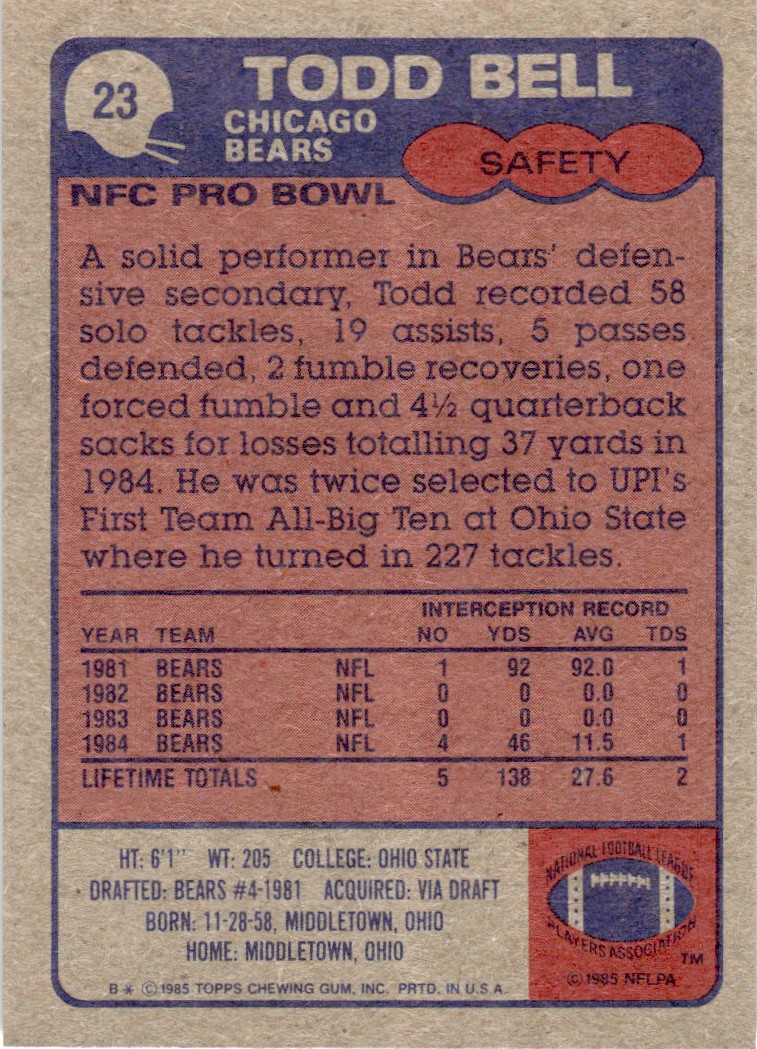 23
TODD BELL
CHICAGO
BEARS
SAFETY
NFC PRO BOWL
A solid performer in Bears' defen-
sive secondary, Todd recorded 58
solo tackles, 19 assists, 5 passes
defended, 2 fumble recoveries, one
forced fumble and 4½ quarterback
sacks for losses totalling 37 yards in
1984. He was twice selected to UPI's
First Team All-Big Ten at Ohio State
where he turned in 227 tackles.
INTERCEPTION RECORD
YEAR TEAM NO YDS AVG TDS
1981 BEARS NFL 1 92 92.0 1
1982 BEARS NFL 0 0 0.0 0
1983 BEARS NFL 0 0 0.0 0
1984 BEARS NFL 4 46 11.5 1
LIFETIME TOTALS 5 138 27.6 2
HT: 6'1" WT: 205 COLLEGE: OHIO STATE
DRAFTED: BEARS #4-1981 ACQUIRED: VIA DRAFT
BORN: 11-28-58, MIDDLETOWN, OHIO
HOME: MIDDLETOWN, OHIO
B * © 1985 TOPPS CHEWING GUM, INC. PRTD. IN U.S.A.
NATIONAL FOOTBALL LEAGUE
PLAYERS ASSOCIATION
TM
© 1985 NFLPA